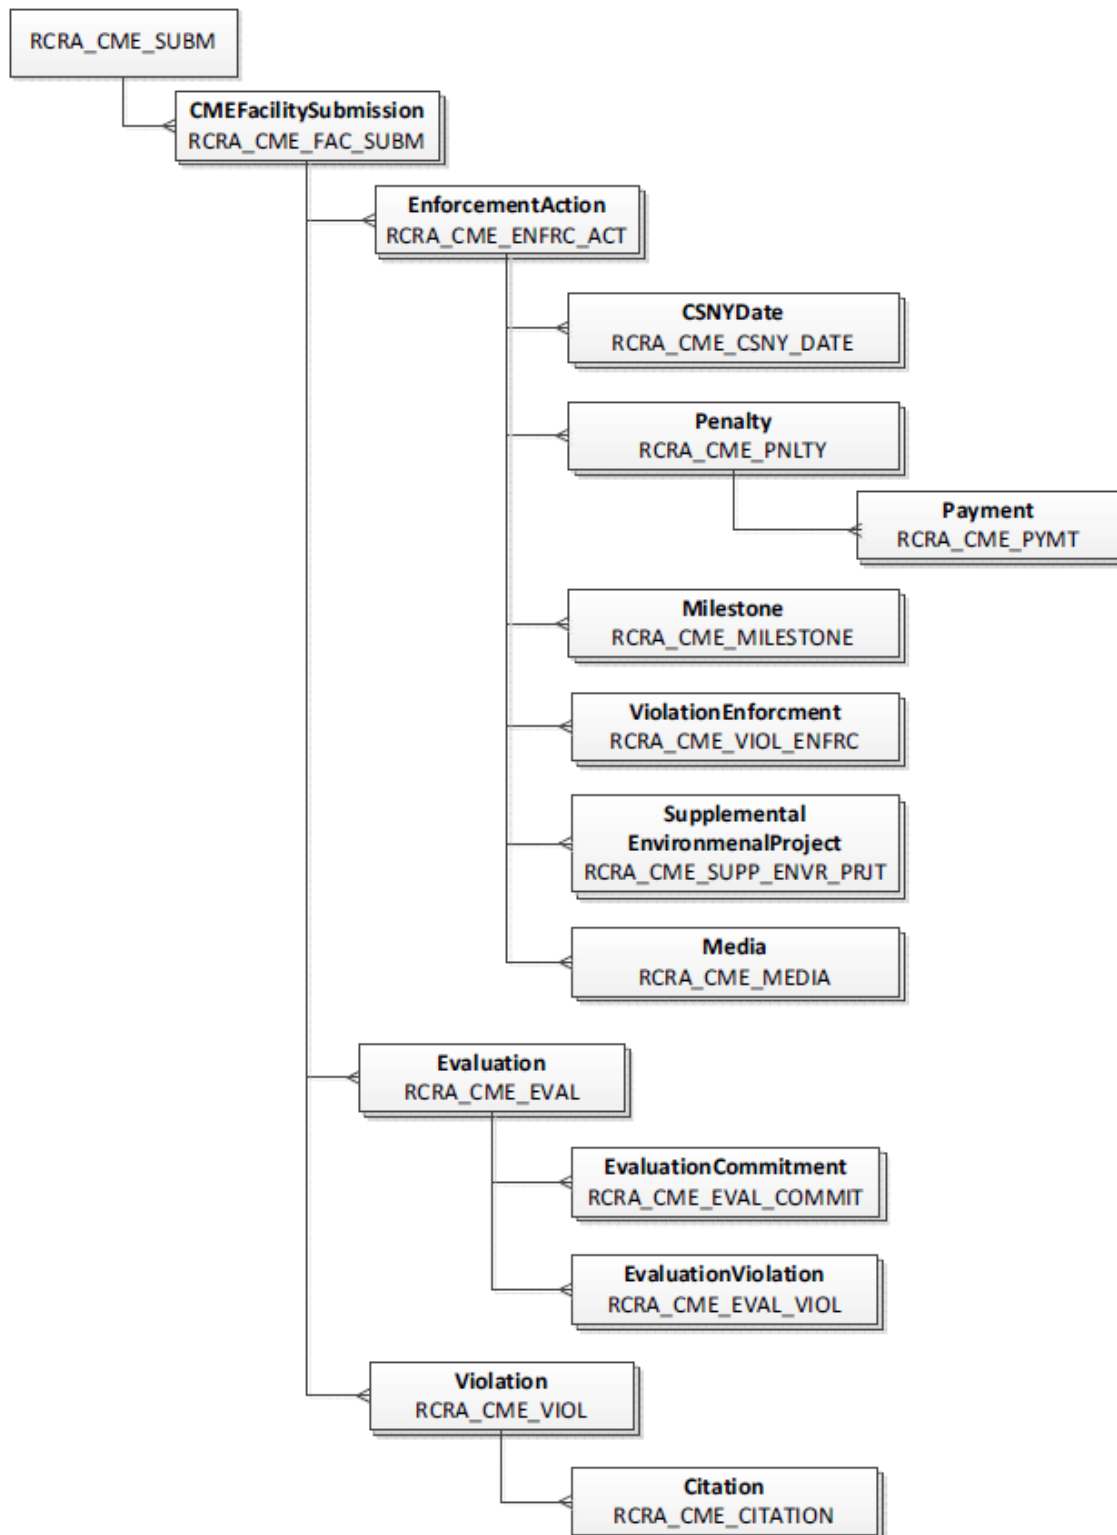 RCRA_CME_SUBM
CMEFacilitySubmission
RCRA_CME_FAC_SUBM
EnforcementAction
RCRA_CME_ENFRC_ACT
CSNYDate
RCRA_CME_CSNY_DATE
Penalty
RCRA_CME_PNLTY
Payment
RCRA_CME_PYMT
Milestone
RCRA_CME_MILESTONE
ViolationEnforcment
RCRA_CME_VIOL_ENFRC
Supplemental
EnvironmenalProject
RCRA_CME_SUPP_ENVR_PRJT
Media
RCRA_CME_MEDIA
Evaluation
RCRA_CME_EVAL
EvaluationCommitment
RCRA_CME_EVAL_COMMIT
EvaluationViolation
RCRA_CME_EVAL_VIOL
Violation
RCRA_CME_VIOL
Citation
RCRA_CME_CITATION